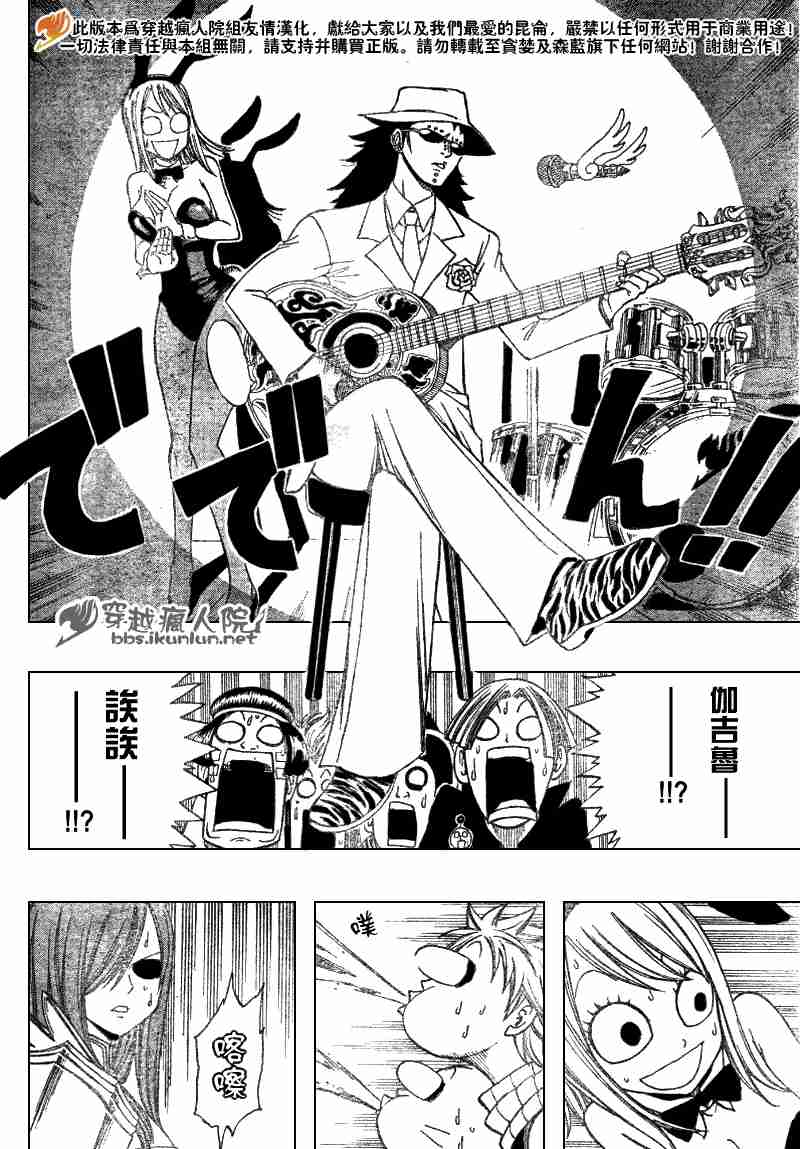 此版本爲穿越瘋人院組友情漢化，獻給大家以及我們最愛的昆侖，嚴禁以任何形式用于商業用途！
一切法律責任與本組無關，請支持并購買正版。請勿轉載至貪婪及森藍旗下任何網站！謝謝合作！
ででーん!!
穿越瘋人院
bbs.ikunlun.net
伽吉魯——
——!!?
誒誒——
——!!?
噗
喀嚓